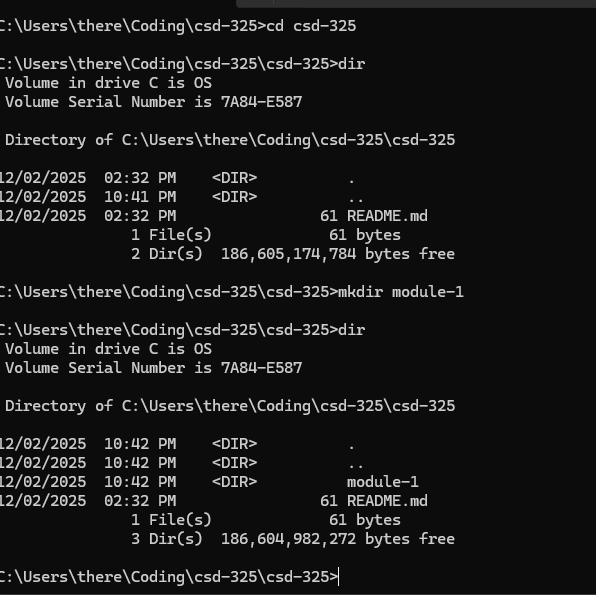 C:\Users\there\Coding\csd-325>cd csd-325
C:\Users\there\Coding\csd-325\csd-325>dir
 Volume in drive C is OS
 Volume Serial Number is 7A84-E587
 Directory of C:\Users\there\Coding\csd-325\csd-325
12/02/2025  02:32 PM    <DIR>          .
12/02/2025  10:41 PM    <DIR>          ..
12/02/2025  02:32 PM                61 README.md
               1 File(s)             61 bytes
               2 Dir(s)  186,605,174,784 bytes free
C:\Users\there\Coding\csd-325\csd-325>mkdir module-1
C:\Users\there\Coding\csd-325\csd-325>dir
 Volume in drive C is OS
 Volume Serial Number is 7A84-E587
 Directory of C:\Users\there\Coding\csd-325\csd-325
12/02/2025  10:42 PM    <DIR>          .
12/02/2025  10:42 PM    <DIR>          ..
12/02/2025  10:42 PM    <DIR>          module-1
12/02/2025  02:32 PM                61 README.md
               1 File(s)             61 bytes
               3 Dir(s)  186,604,982,272 bytes free
C:\Users\there\Coding\csd-325\csd-325>